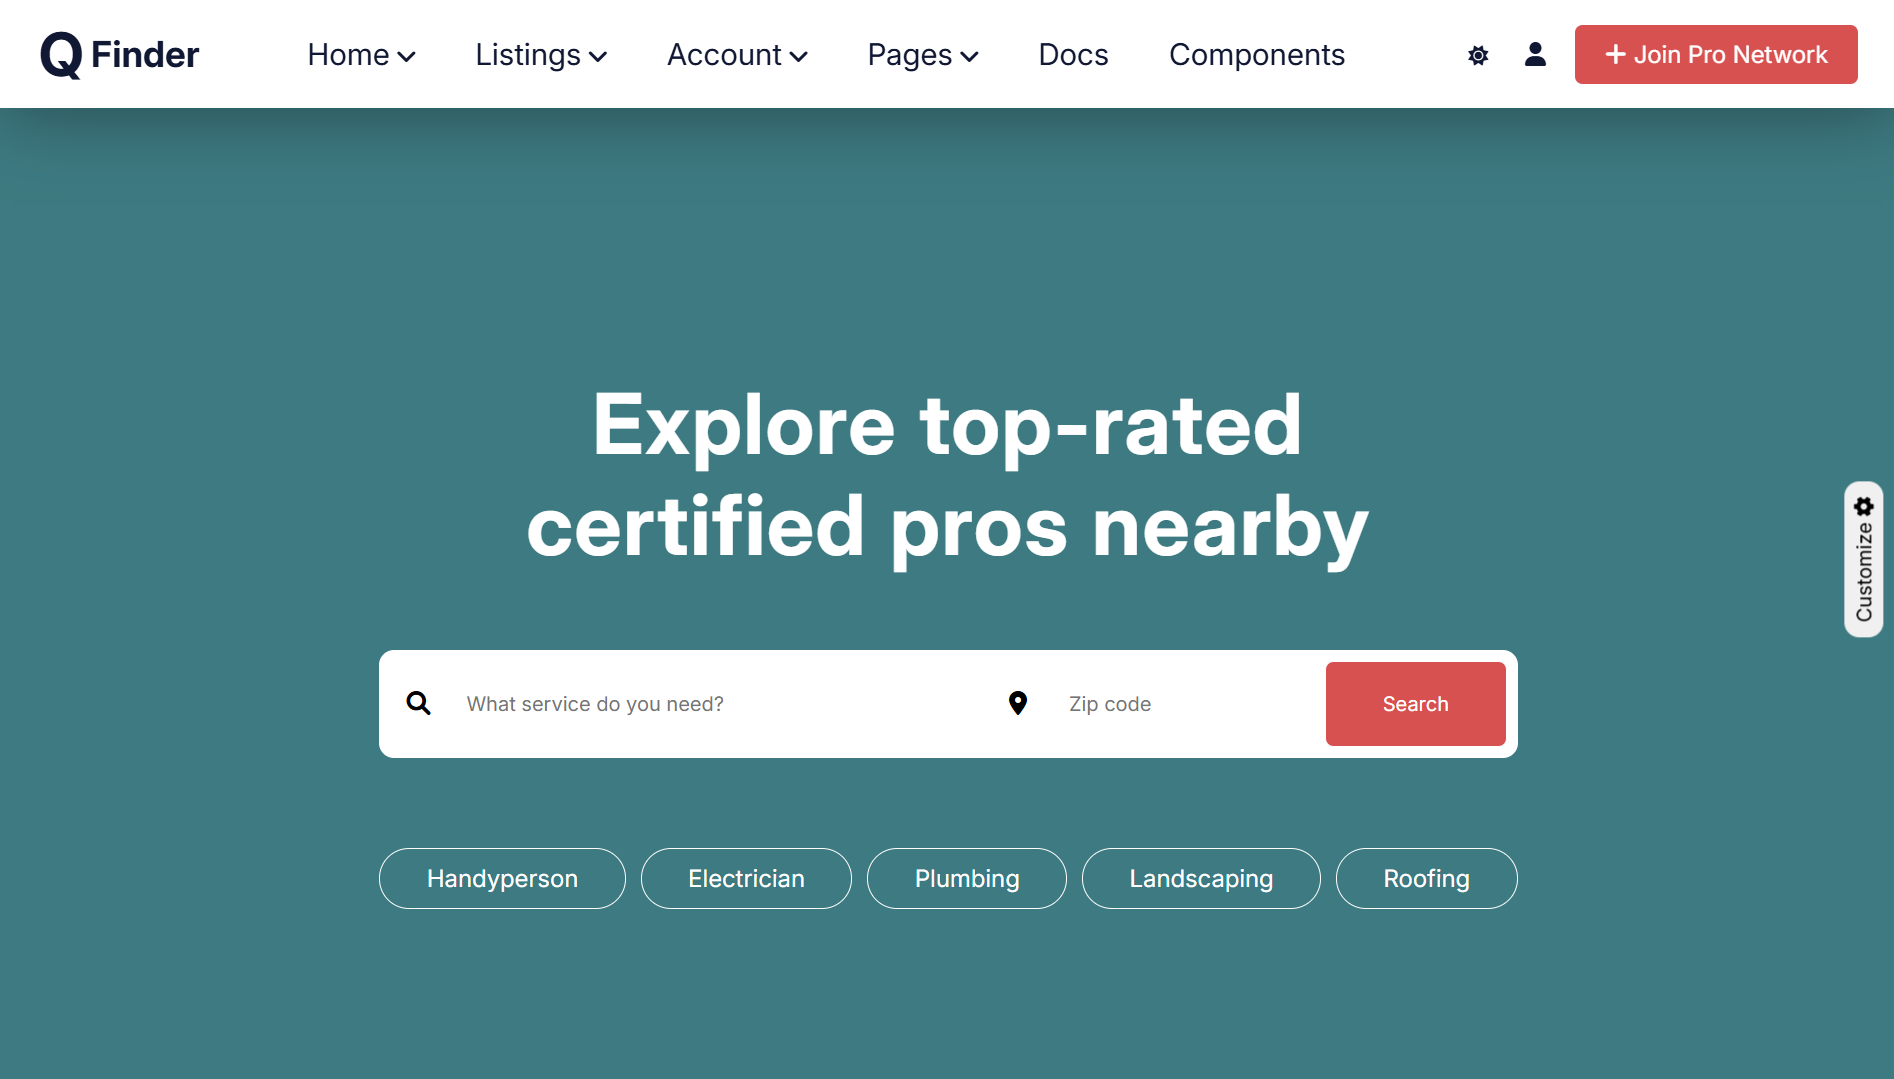 Q Finder
Home
Listings
Account
Pages
Docs
Components
+ Join Pro Network
Explore top-rated
certified pros nearby
Customize
What service do you need?
Zip code
Search
Handyperson
Electrician
Plumbing
Landscaping
Roofing